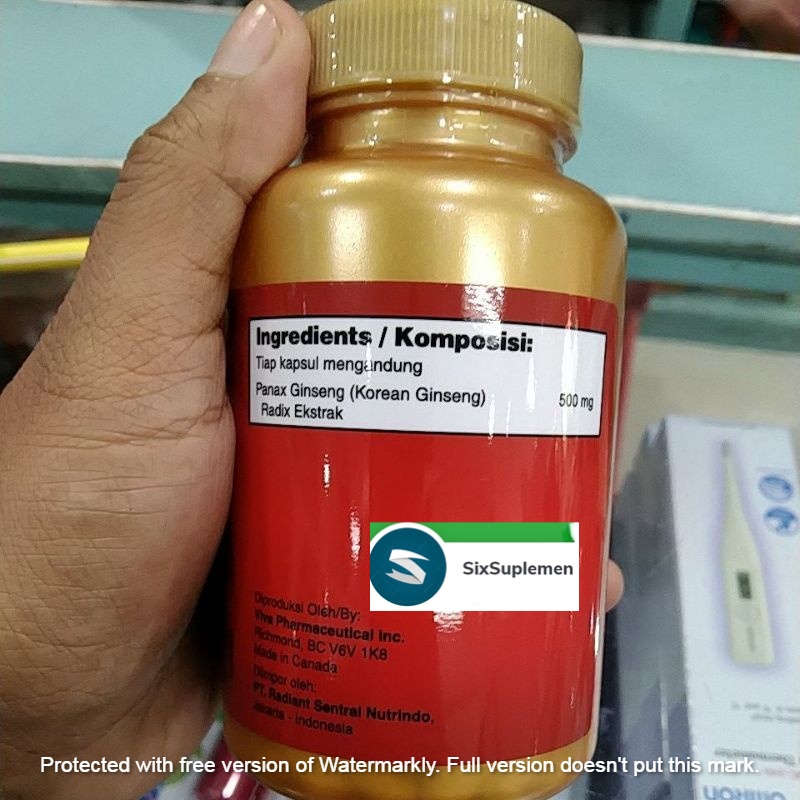 Ingredients / Komposisi:
Tiap kapsul mengandung
Panax Ginseng (Korean Ginseng) 500 mg
Radix Ekstrak
SixSuplemen
Diproduksi Oleh/By:
Viva Pharmaceutical Inc.
Richmond, BC V6V 1K8
Made in Canada
Diimpor oleh:
PT. Radiant Sentral Nutrindo,
Jakarta - Indonesia
OMRON
Protected with free version of Watermarkly. Full version doesn't put this mark.